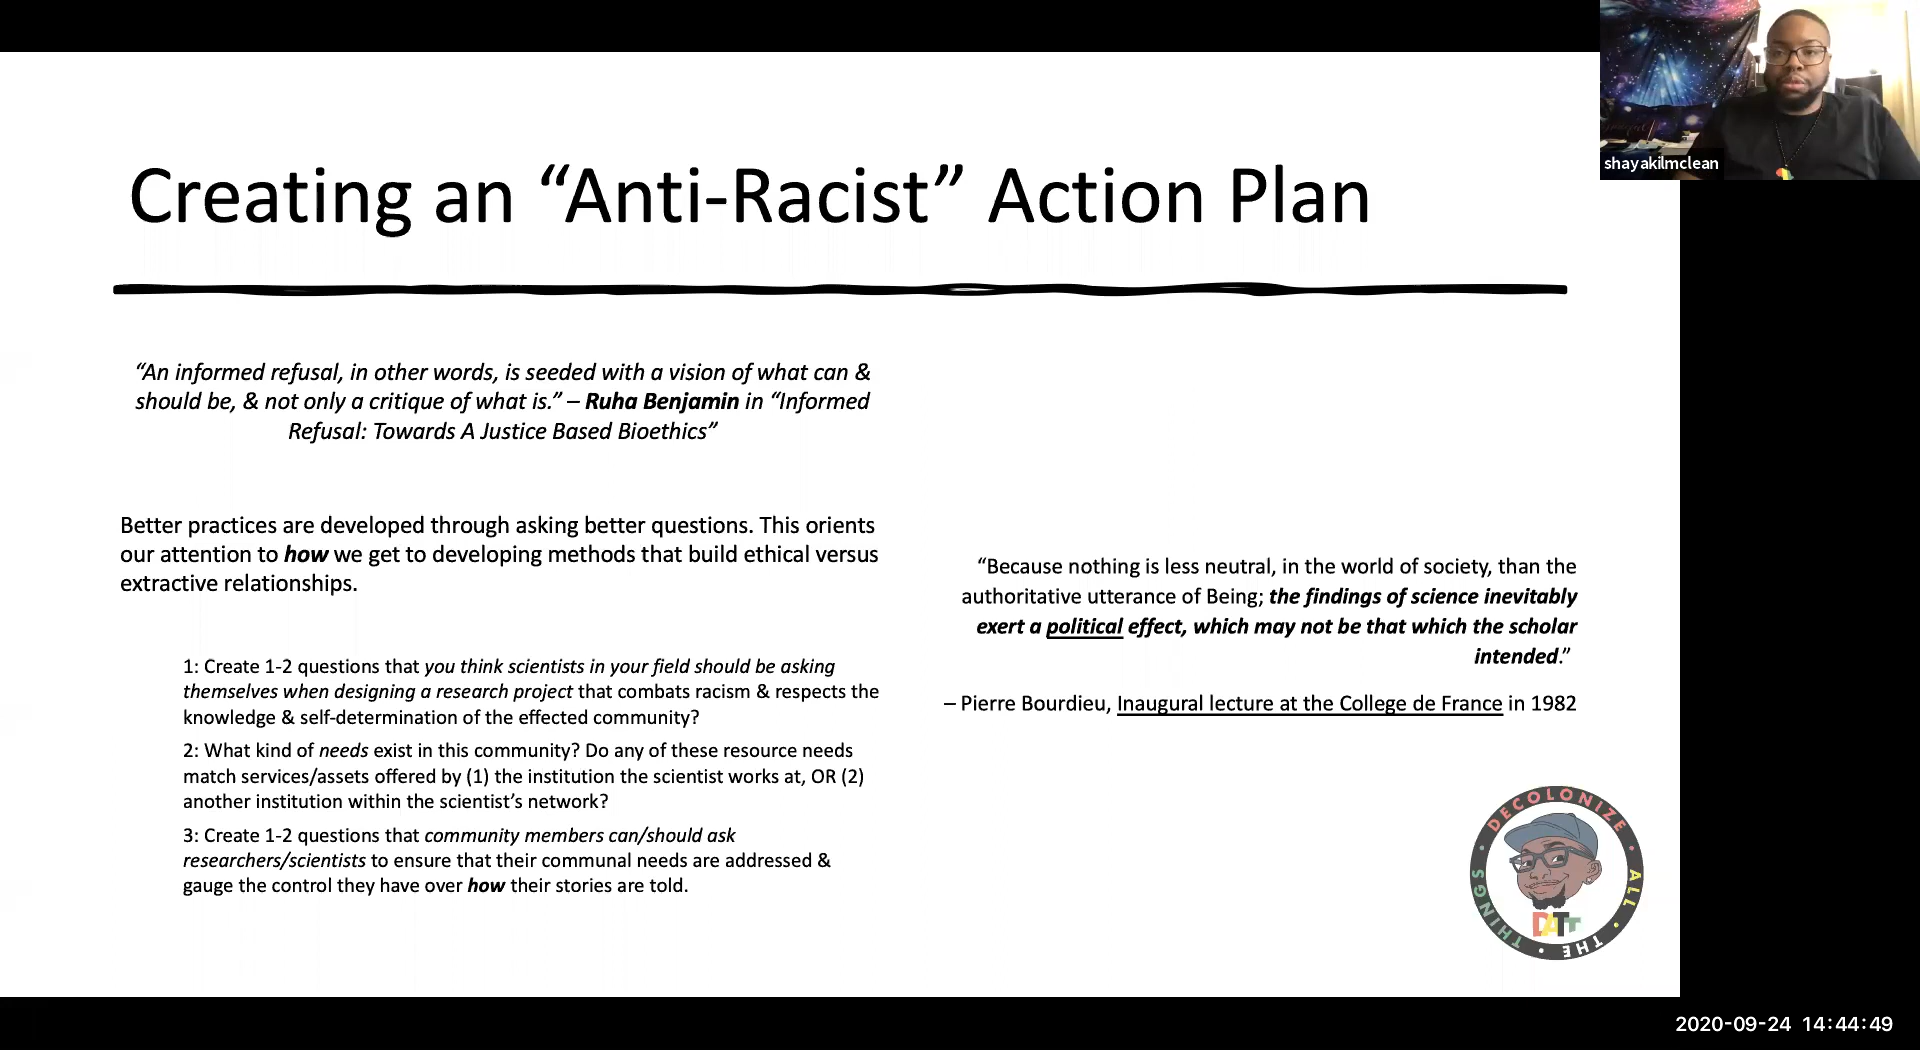 shayakilmclean
Creating an “Anti-Racist” Action Plan
“An informed refusal, in other words, is seeded with a vision of what can &
should be, & not only a critique of what is.” – Ruha Benjamin in “Informed
Refusal: Towards A Justice Based Bioethics”
Better practices are developed through asking better questions. This orients
our attention to how we get to developing methods that build ethical versus
extractive relationships.
1: Create 1-2 questions that you think scientists in your field should be asking
themselves when designing a research project that combats racism & respects the
knowledge & self-determination of the effected community?
2: What kind of needs exist in this community? Do any of these resource needs
match services/assets offered by (1) the institution the scientist works at, OR (2)
another institution within the scientist’s network?
3: Create 1-2 questions that community members can/should ask
researchers/scientists to ensure that their communal needs are addressed &
gauge the control they have over how their stories are told.
“Because nothing is less neutral, in the world of society, than the
authoritative utterance of Being; the findings of science inevitably
exert a political effect, which may not be that which the scholar
intended.”
– Pierre Bourdieu, Inaugural lecture at the College de France in 1982
DECOLONIZE • ALL • THE • THINGS •
DATT
2020-09-24 14:44:49